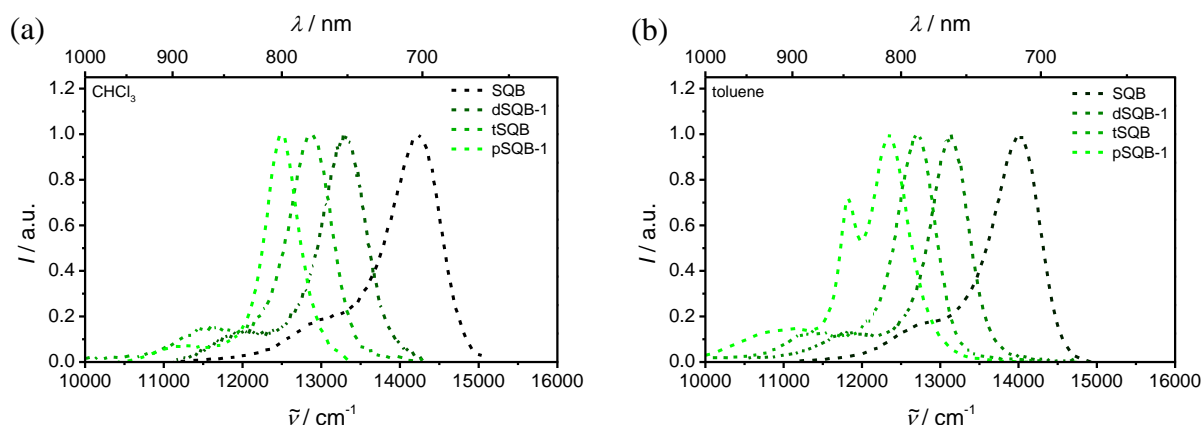 (a)
λ / nm
1000 900 800 700
CHCl₃
SQB
dSQB-1
tSQB
pSQB-1
I / a.u.
1.2
1.0
0.8
0.6
0.4
0.2
0.0
10000 11000 12000 13000 14000 15000 16000
ṽ / cm⁻¹
(b)
λ / nm
1000 900 800 700
toluene
SQB
dSQB-1
tSQB
pSQB-1
I / a.u.
1.2
1.0
0.8
0.6
0.4
0.2
0.0
10000 11000 12000 13000 14000 15000 16000
ṽ / cm⁻¹